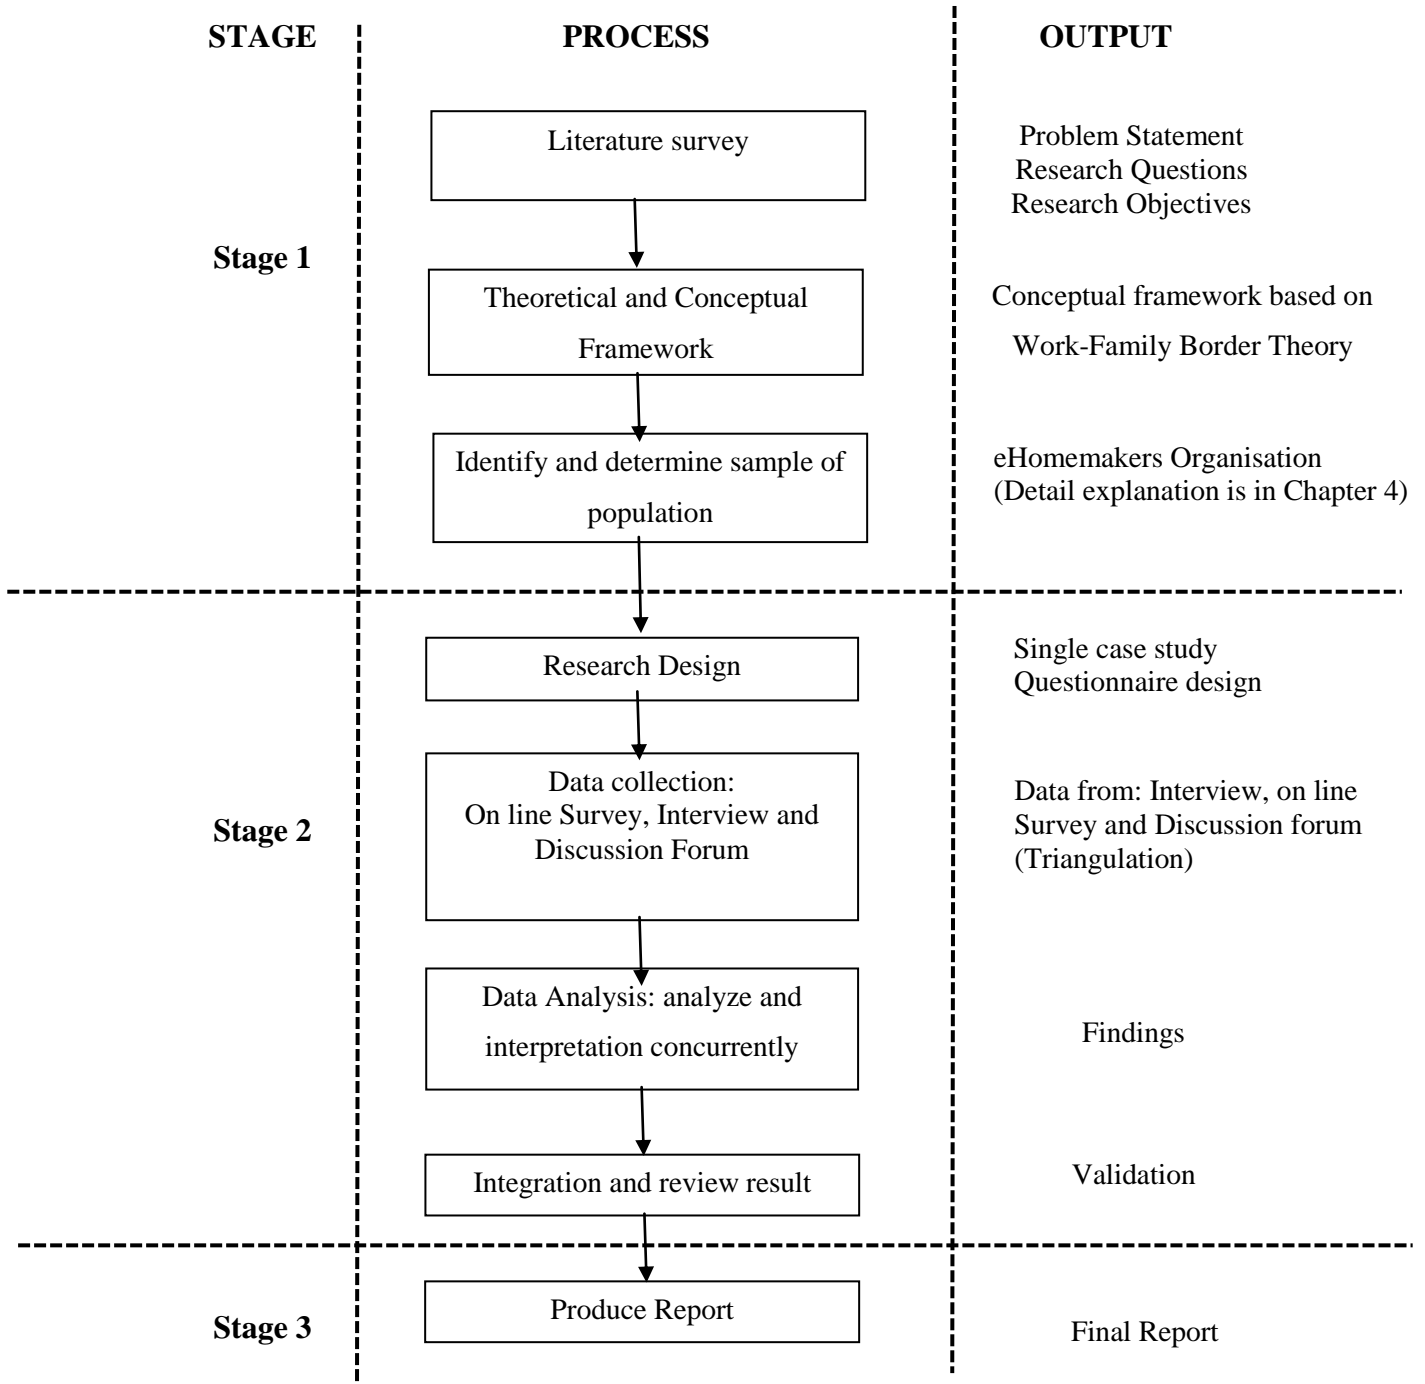 STAGE
PROCESS
OUTPUT
Stage 1
Literature survey
Problem Statement
Research Questions
Research Objectives
Theoretical and Conceptual
Framework
Conceptual framework based on
Work-Family Border Theory
Identify and determine sample of
population
eHomemakers Organisation
(Detail explanation is in Chapter 4)
Stage 2
Research Design
Single case study
Questionnaire design
Data collection:
On line Survey, Interview and
Discussion Forum
Data from: Interview, on line
Survey and Discussion forum
(Triangulation)
Data Analysis: analyze and
interpretation concurrently
Findings
Integration and review result
Validation
Stage 3
Produce Report
Final Report